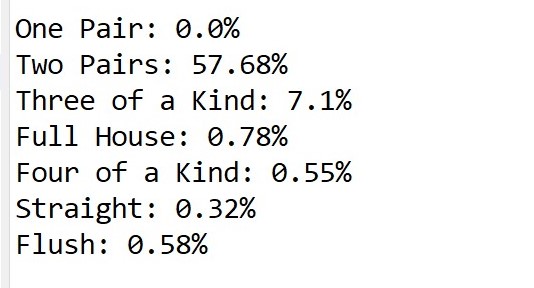 One Pair: 0.0%
Two Pairs: 57.68%
Three of a Kind: 7.1%
Full House: 0.78%
Four of a Kind: 0.55%
Straight: 0.32%
Flush: 0.58%